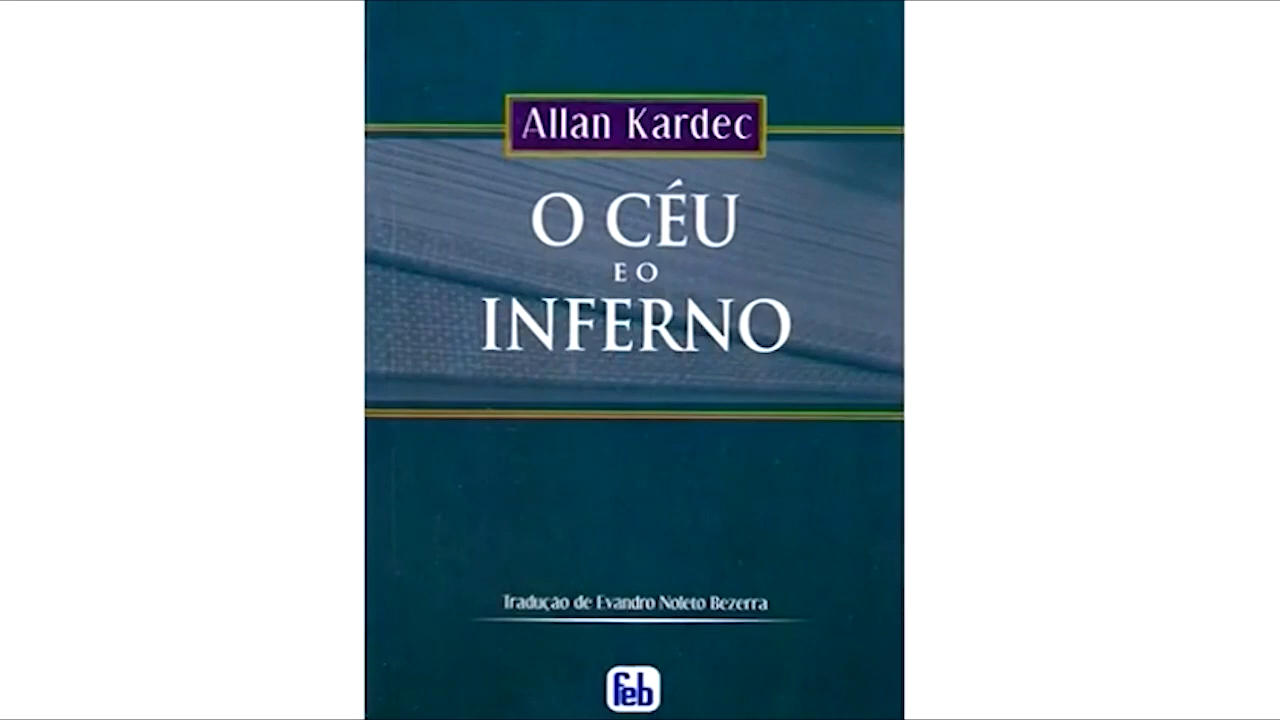 Allan Kardec
O CÉU
E O
INFERNO
Tradução de Evandro Noleto Bezerra
feb